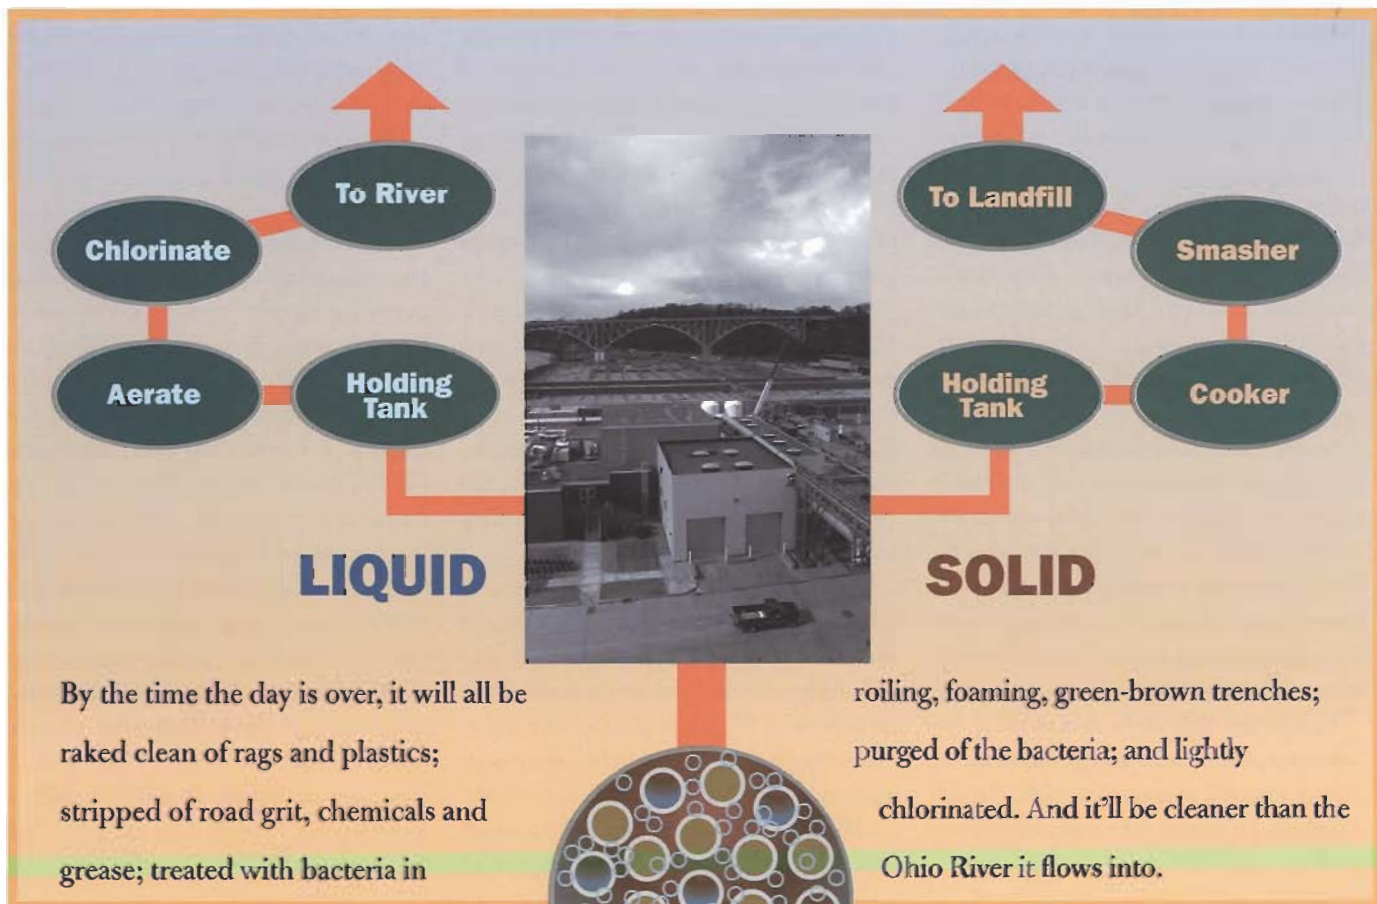 To River
Chlorinate
Aerate
Holding
Tank
To Landfill
Smasher
Holding
Tank
Cooker
LIQUID
SOLID
By the time the day is over, it will all be
raked clean of rags and plastics;
stripped of road grit, chemicals and
grease; treated with bacteria in
roiling, foaming, green-brown trenches;
purged of the bacteria; and lightly
chlorinated. And it'll be cleaner than the
Ohio River it flows into.